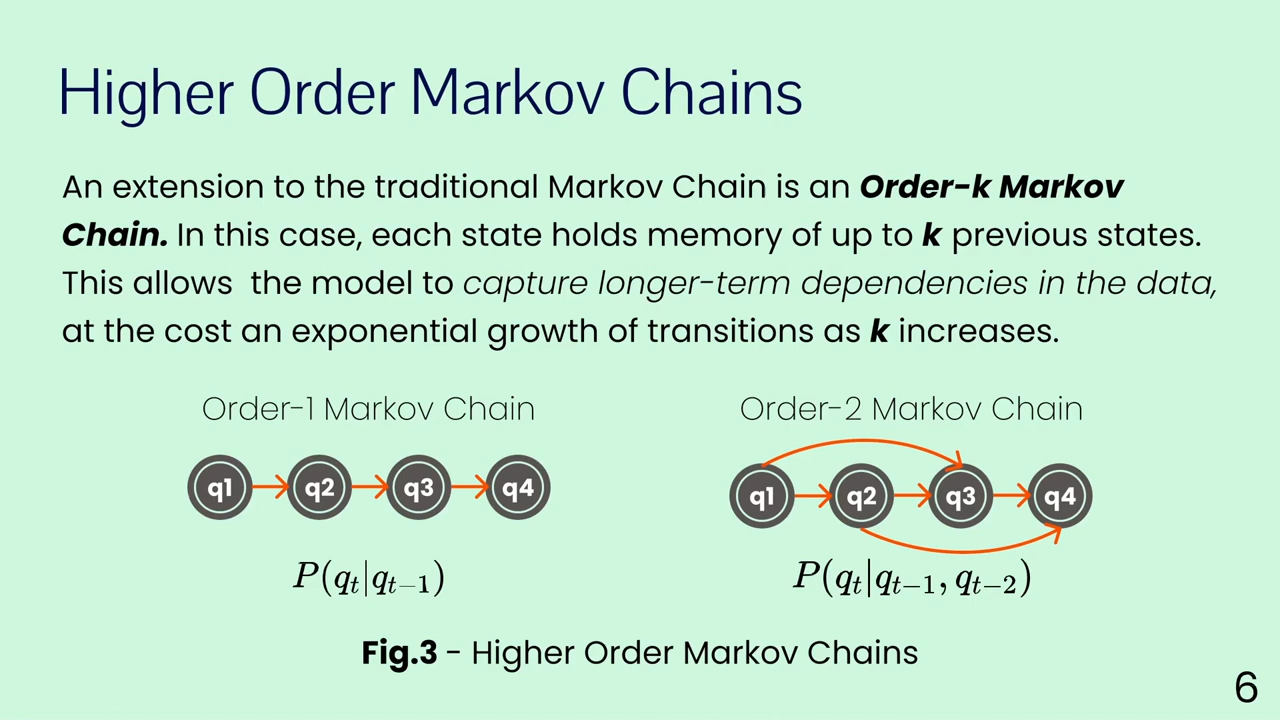 Higher Order Markov Chains
An extension to the traditional Markov Chain is an Order-k Markov
Chain. In this case, each state holds memory of up to k previous states.
This allows the model to capture longer-term dependencies in the data,
at the cost an exponential growth of transitions as k increases.
Order-1 Markov Chain
q1 q2 q3 q4
P(q_t|q_{t-1})
Order-2 Markov Chain
q1 q2 q3 q4
P(q_t|q_{t-1}, q_{t-2})
Fig.3 - Higher Order Markov Chains
6